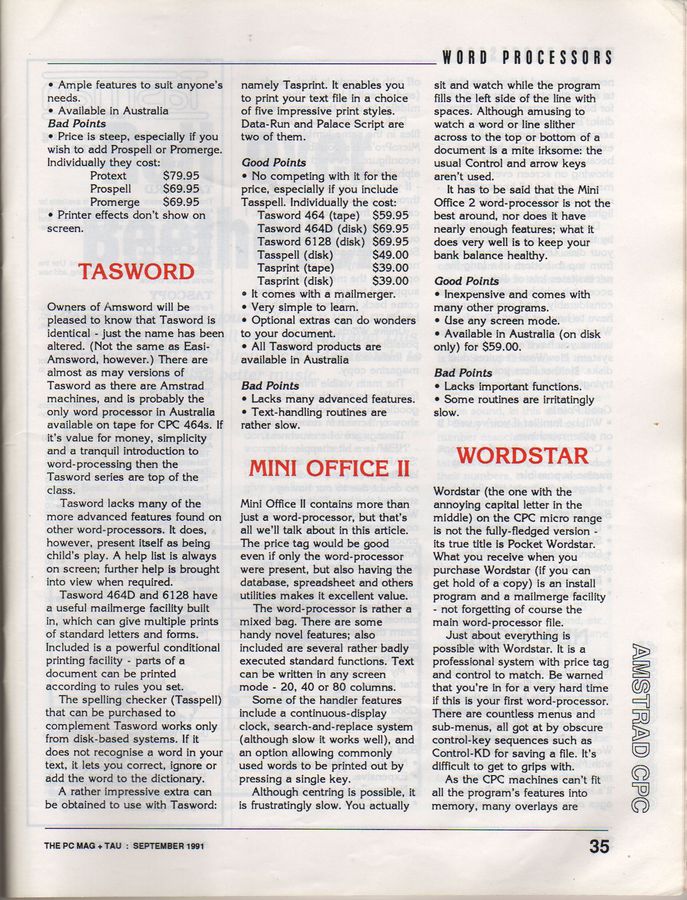 WORD PROCESSORS
• Ample features to suit anyone's
needs.
• Available in Australia
Bad Points
• Price is steep, especially if you
wish to add Prospell or Promerge.
Individually they cost:
Protext $79.95
Prospell $69.95
Promerge $69.95
• Printer effects don't show on
screen.
TASWORD
Owners of Amsword will be
pleased to know that Tasword is
identical - just the name has been
altered. (Not the same as Easi-
Amsword, however.) There are
almost as may versions of
Tasword as there are Amstrad
machines, and is probably the
only word processor in Australia
available on tape for CPC 464s. If
it's value for money, simplicity
and a tranquil introduction to
word-processing then the
Tasword series are top of the
class.
Tasword lacks many of the
more advanced features found on
other word-processors. It does,
however, present itself as being
child's play. A help list is always
on screen; further help is brought
into view when required.
Tasword 464D and 6128 have
a useful mailmerge facility built
in, which can give multiple prints
of standard letters and forms.
Included is a powerful conditional
printing facility - parts of a
document can be printed
according to rules you set.
The spelling checker (Tasspell)
that can be purchased to
complement Tasword works only
from disk-based systems. If it
does not recognise a word in your
text, it lets you correct, ignore or
add the word to the dictionary.
A rather impressive extra can
be obtained to use with Tasword:
namely Tasprint. It enables you
to print your text file in a choice
of five impressive print styles.
Data-Run and Palace Script are
two of them.
Good Points
• No competing with it for the
price, especially if you include
Tasspell. Individually the cost:
Tasword 464 (tape) $59.95
Tasword 464D (disk) $69.95
Tasword 6128 (disk) $69.95
Tasspell (disk) $49.00
Tasprint (tape) $39.00
Tasprint (disk) $39.00
• It comes with a mailmerger.
• Very simple to learn.
• Optional extras can do wonders
to your document.
• All Tasword products are
available in Australia
Bad Points
• Lacks many advanced features.
• Text-handling routines are
rather slow.
MINI OFFICE II
Mini Office II contains more than
just a word-processor, but that's
all we'll talk about in this article.
The price tag would be good
even if only the word-processor
were present, but also having the
database, spreadsheet and others
utilities makes it excellent value.
The word-processor is rather a
mixed bag. There are some
handy novel features; also
included are several rather badly
executed standard functions. Text
can be written in any screen
mode - 20, 40 or 80 columns.
Some of the handier features
include a continuous-display
clock, search-and-replace system
(although slow it works well), and
an option allowing commonly
used words to be printed out by
pressing a single key.
Although centring is possible, it
is frustratingly slow. You actually
sit and watch while the program
fills the left side of the line with
spaces. Although amusing to
watch a word or line slither
across to the top or bottom of a
document is a mite irksome: the
usual Control and arrow keys
aren't used.
It has to be said that the Mini
Office 2 word-processor is not the
best around, nor does it have
nearly enough features; what it
does very well is to keep your
bank balance healthy.
Good Points
• Inexpensive and comes with
many other programs.
• Use any screen mode.
• Available in Australia (on disk
only) for $59.00.
Bad Points
• Lacks important functions.
• Some routines are irritatingly
slow.
WORDSTAR
Wordstar (the one with the
annoying capital letter in the
middle) on the CPC micro range
is not the fully-fledged version -
its true title is Pocket Wordstar.
What you receive when you
purchase Wordstar (if you can
get hold of a copy) is an install
program and a mailmerge facility
- not forgetting of course the
main word-processor file.
Just about everything is
possible with Wordstar. It is a
professional system with price tag
and control to match. Be warned
that you're in for a very hard time
if this is your first word-processor.
There are countless menus and
sub-menus, all got at by obscure
control-key sequences such as
Control-KD for saving a file. It's
difficult to get to grips with.
As the CPC machines can't fit
all the program's features into
memory, many overlays are
AMSTRAD CPC
THE PC MAG + TAU : SEPTEMBER 1991
35